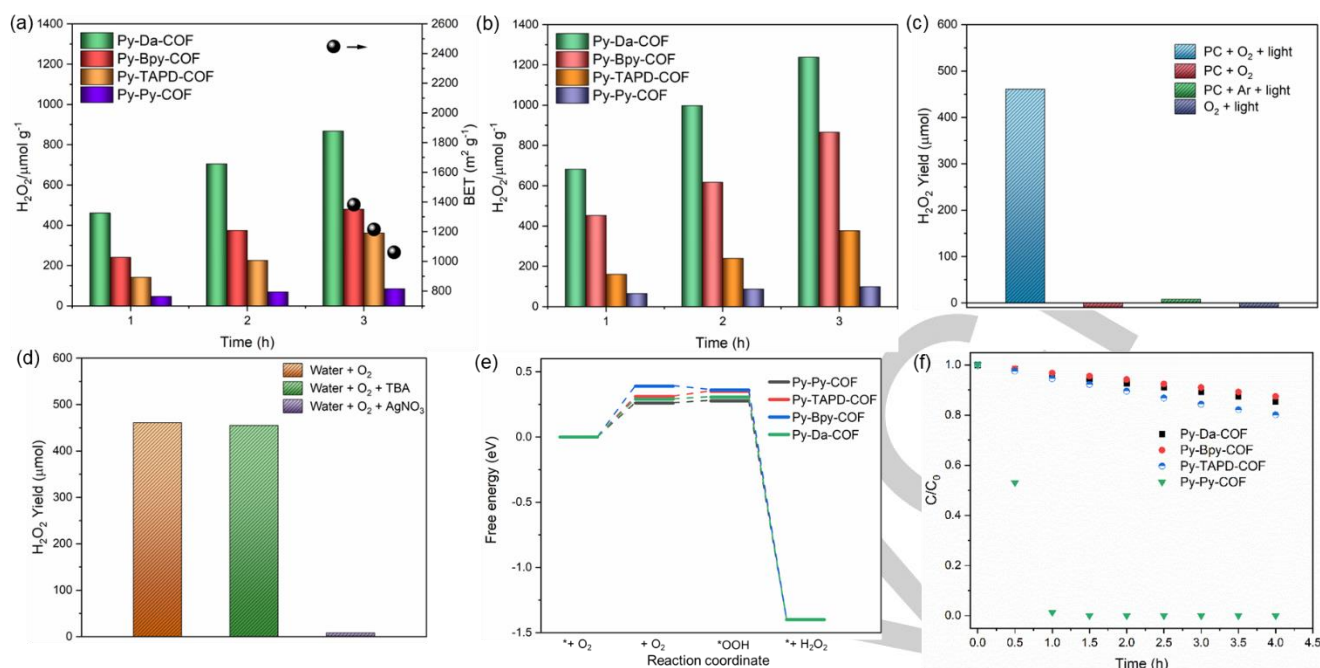 (a)
1400
1200
1000
800
600
400
200
0
H₂O₂/μmol g⁻¹
Py-Da-COF
Py-Bpy-COF
Py-TAPD-COF
Py-Py-COF
2600
2400
2200
2000
1800
1600
1400
1200
1000
800
BET (m² g⁻¹)
1 2 3
Time (h)
(b)
1400
1200
1000
800
600
400
200
0
H₂O₂/μmol g⁻¹
Py-Da-COF
Py-Bpy-COF
Py-TAPD-COF
Py-Py-COF
1 2 3
Time (h)
(c)
600
500
400
300
200
100
0
H₂O₂ Yield (μmol)
PC + O₂ + light
PC + O₂
PC + Ar + light
O₂ + light
(d)
600
500
400
300
200
100
0
H₂O₂ Yield (μmol)
Water + O₂
Water + O₂ + TBA
Water + O₂ + AgNO₃
(e)
0.5
0.0
-0.5
-1.0
-1.5
Free energy (eV)
Py-Py-COF
Py-TAPD-COF
Py-Bpy-COF
Py-Da-COF
*+ O₂ + O₂ *OOH *+ H₂O₂
Reaction coordinate
(f)
1.0
0.8
0.6
0.4
0.2
0.0
C/C₀
Py-Da-COF
Py-Bpy-COF
Py-TAPD-COF
Py-Py-COF
0.0 0.5 1.0 1.5 2.0 2.5 3.0 3.5 4.0 4.5
Time (h)